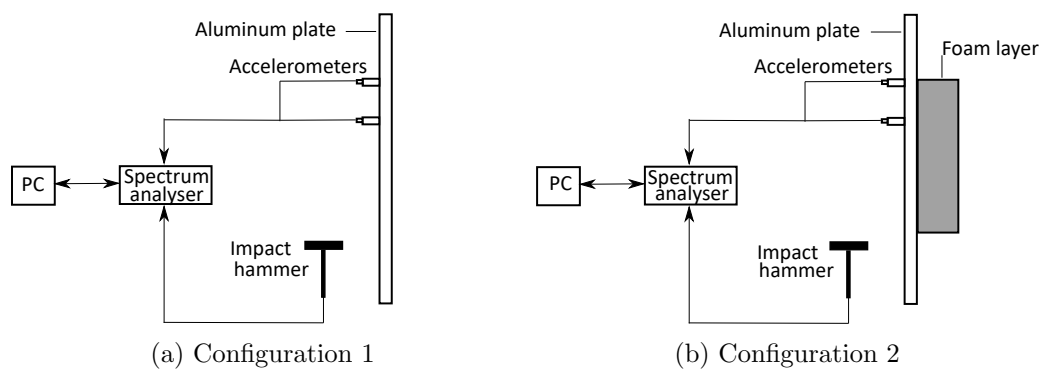 Aluminum plate
Accelerometers
PC
Spectrum
analyser
Impact
hammer
(a) Configuration 1
Aluminum plate
Foam layer
Accelerometers
PC
Spectrum
analyser
Impact
hammer
(b) Configuration 2